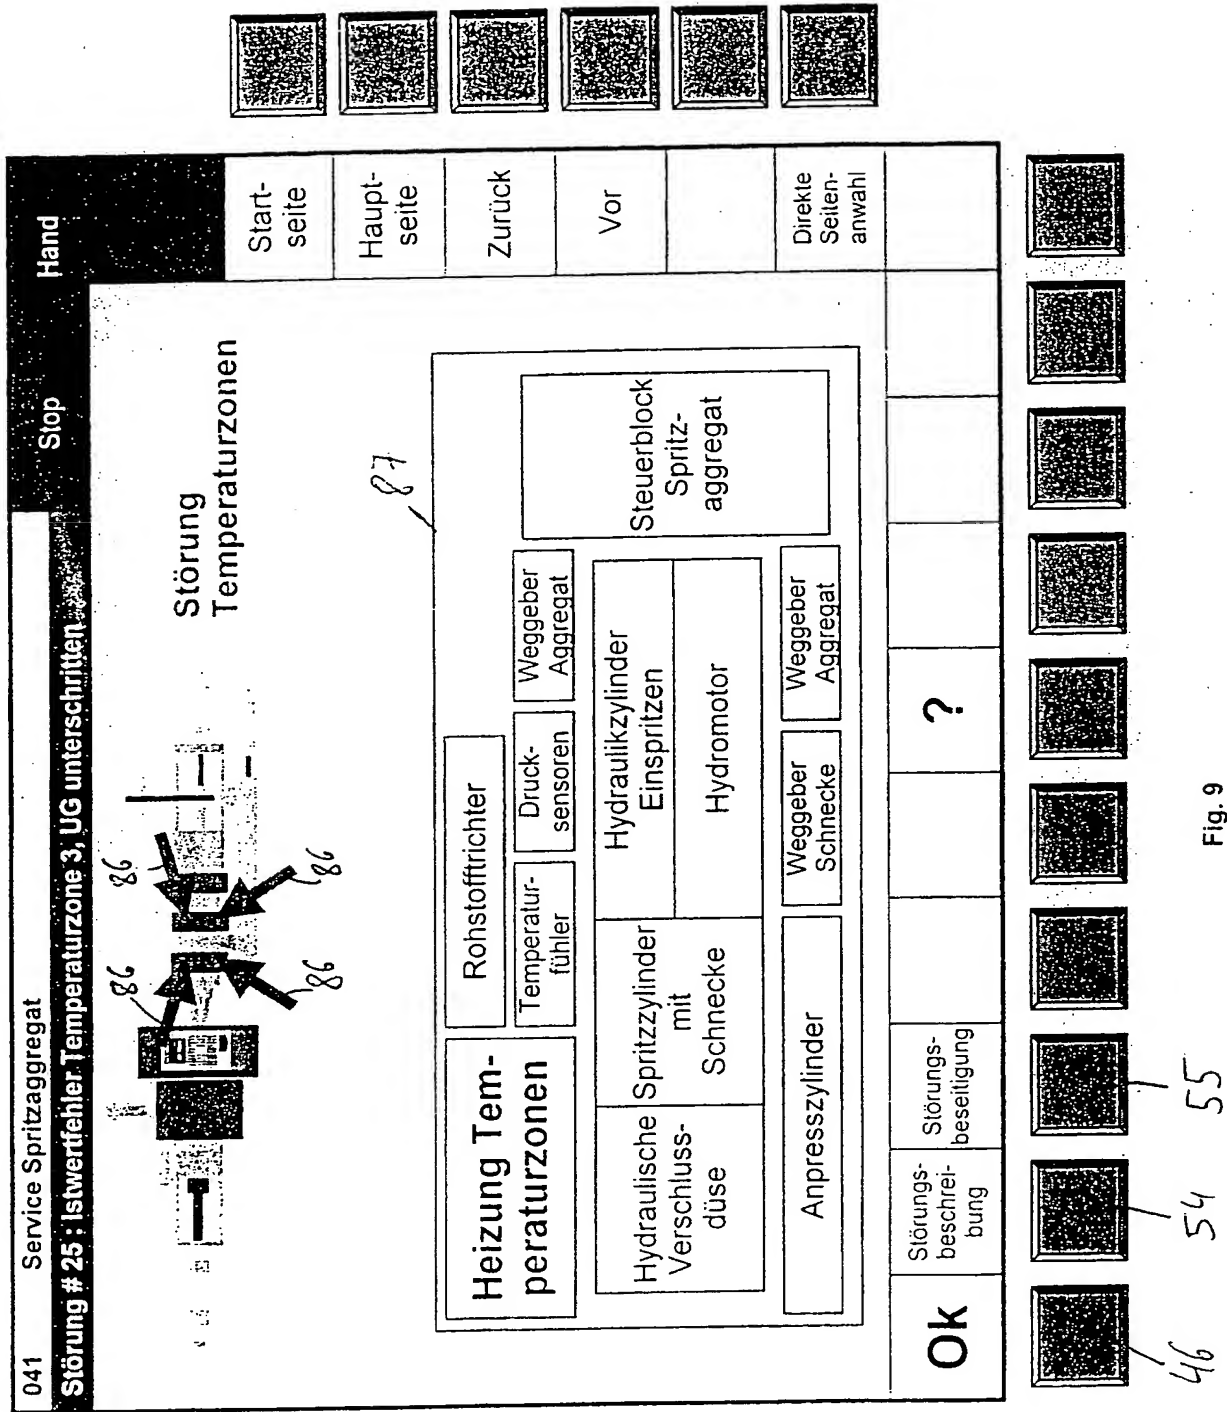 041 Service Spritzaggregat
Stop
Hand
Störung # 25 : Istwertfehler Temperaturzone 3, UG unterschritten
Störung
Temperaturzonen
86
86
86
86
87
Start-
seite
Haupt-
seite
Zurück
Vor
Direkte
Seiten-
anwahl
Heizung Tem-
peraturzonen
Rohstofftrichter
Temperatur-
fühler
Druck-
sensoren
Weggeber
Aggregat
Steuerblock
Spritz-
aggregat
Hydraulische
Verschluss-
düse
Spritzzylinder
mit
Schnecke
Hydraulikzylinder
Einspritzen
Hydromotor
Anpresszylinder
Weggeber
Schnecke
Weggeber
Aggregat
Ok
Störungs-
beschrei-
bung
Störungs-
beseitigung
?
46
54
55
Fig. 9